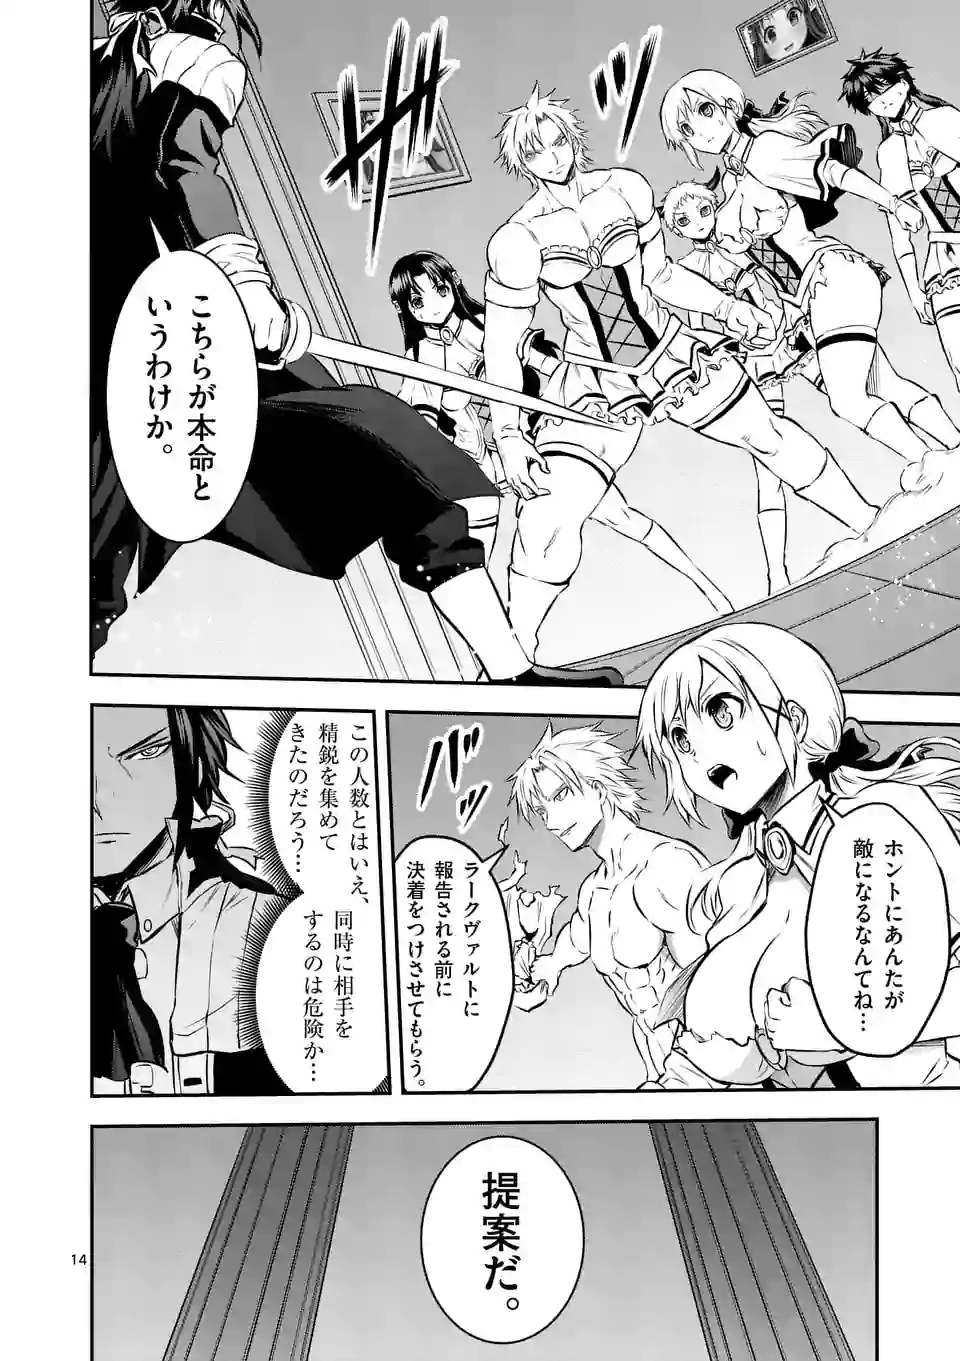 ザッ
ザッ
こちらが本命と
いうわけか。
ホントにあんたが
敵になるなんてね…
ラークヴァルトに
報告される前に
決着をつけさせてもらう。
この人数とはいえ、
精鋭を集めて
きたのだろう…
同時に相手を
するのは危険か…
提案だ。
14